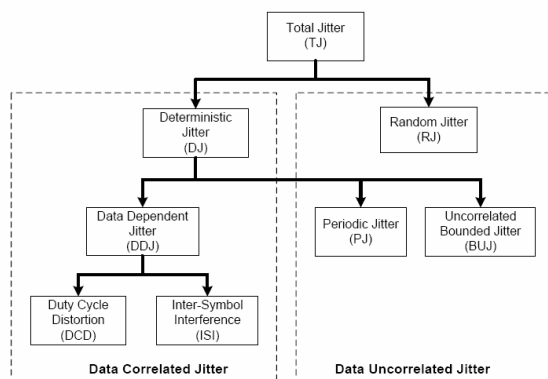 Total Jitter
(TJ)
Deterministic
Jitter
(DJ)
Random Jitter
(RJ)
Data Dependent
Jitter
(DDJ)
Periodic Jitter
(PJ)
Uncorrelated
Bounded Jitter
(BUJ)
Duty Cycle
Distortion
(DCD)
Inter-Symbol
Interference
(ISI)
Data Correlated Jitter
Data Uncorrelated Jitter